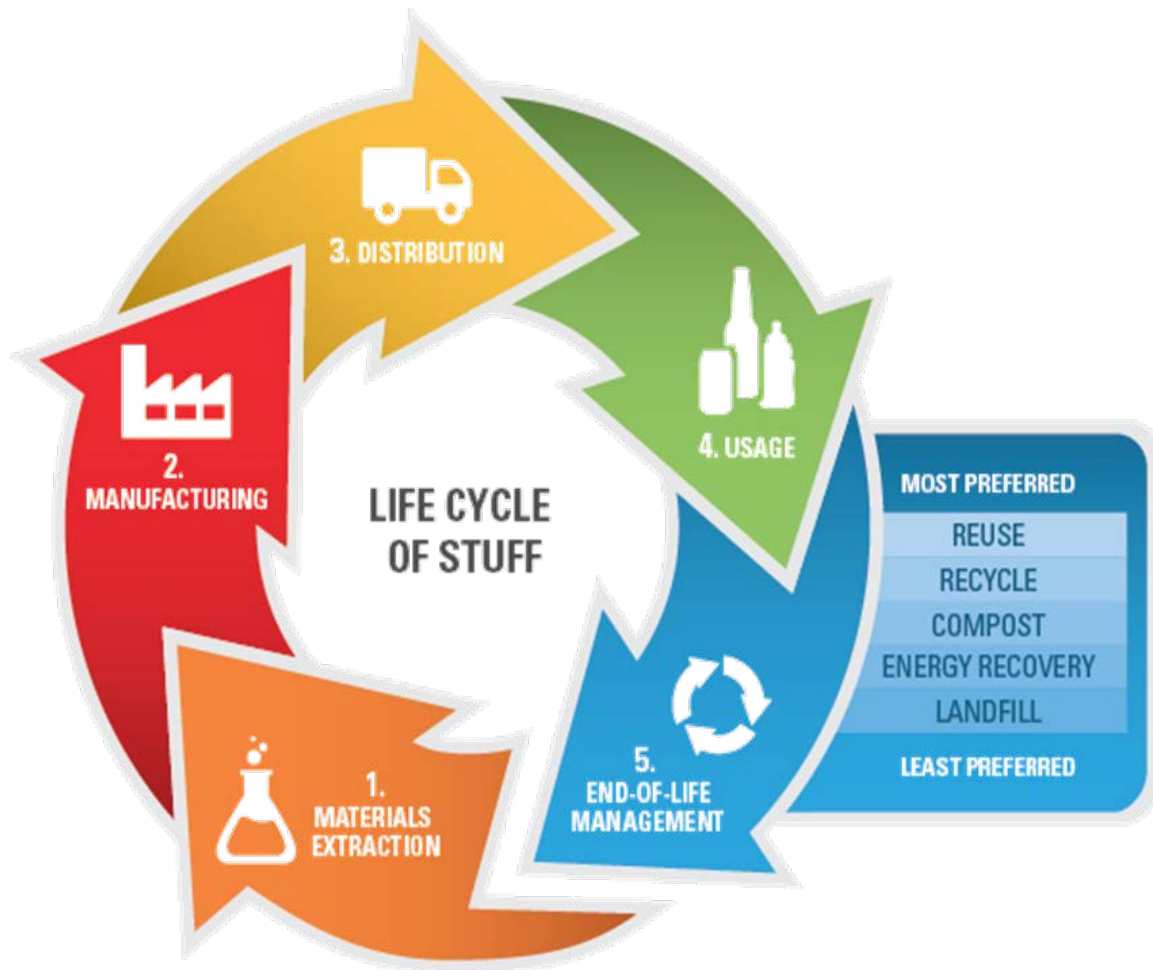 LIFE CYCLE
OF STUFF
1.
MATERIALS
EXTRACTION
2.
MANUFACTURING
3. DISTRIBUTION
4. USAGE
5.
END-OF-LIFE
MANAGEMENT
MOST PREFERRED
REUSE
RECYCLE
COMPOST
ENERGY RECOVERY
LANDFILL
LEAST PREFERRED